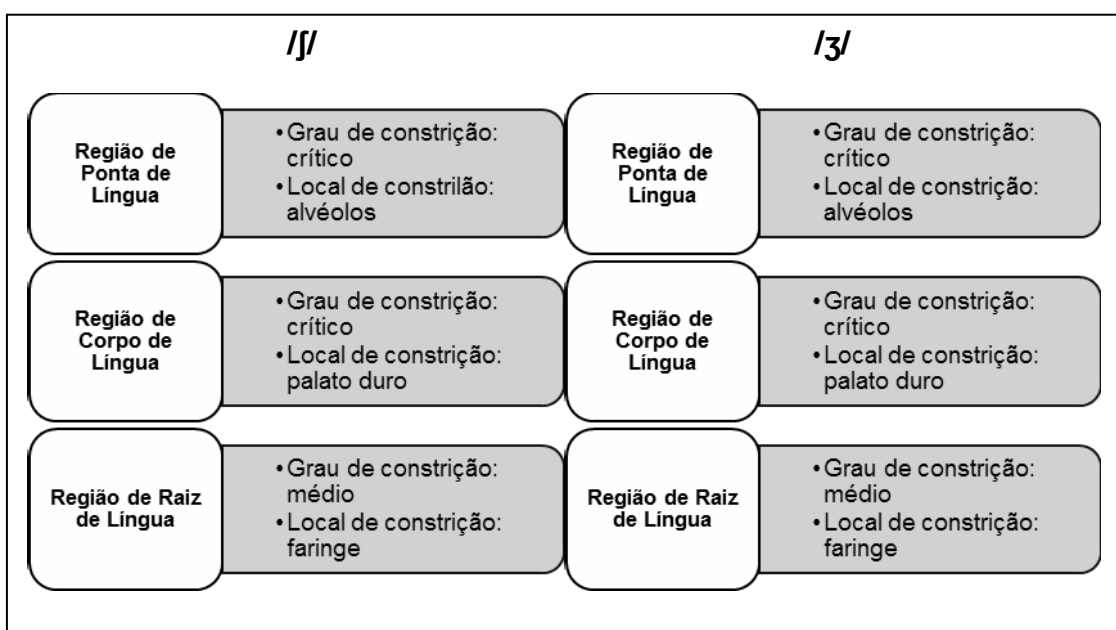 /ʃ/
/ʒ/
Região de
Ponta de
Língua
•Grau de constrição:
crítico
•Local de constrilão:
alvéolos
Região de
Ponta de
Língua
•Grau de constrição:
crítico
•Local de constrição:
alvéolos
Região de
Corpo de
Língua
•Grau de constrição:
crítico
•Local de constrição:
palato duro
Região de
Corpo de
Língua
•Grau de constrição:
crítico
•Local de constrição:
palato duro
Região de Raiz
de Língua
•Grau de constrição:
médio
•Local de constrição:
faringe
Região de Raiz
de Língua
•Grau de constrição:
médio
•Local de constrição:
faringe